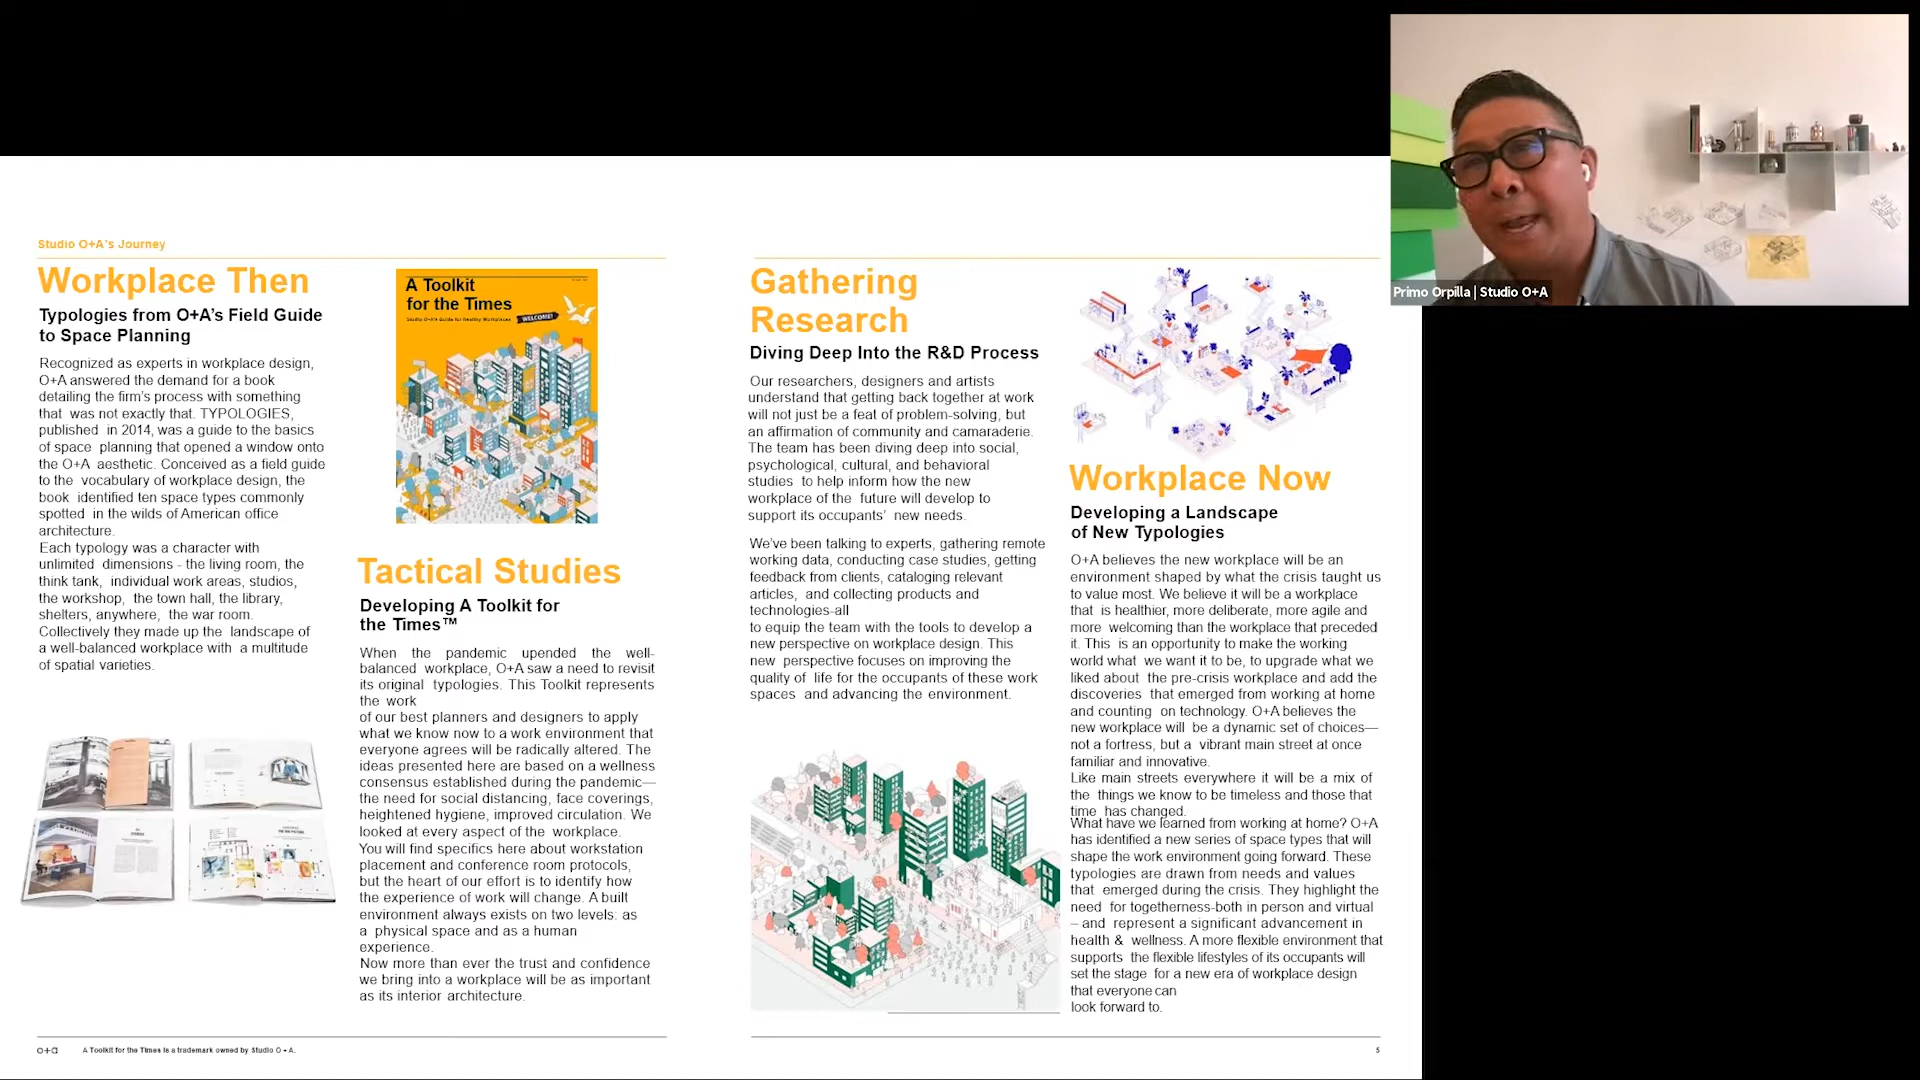 Studio O+A's Journey
Workplace Then
Typologies from O+A's Field Guide
to Space Planning
Recognized as experts in workplace design,
O+A answered the demand for a book
detailing the firm's process with something
that was not exactly that. TYPOLOGIES,
published in 2014, was a guide to the basics
of space planning that opened a window onto
the O+A aesthetic. Conceived as a field guide
to the vocabulary of workplace design, the
book identified ten space types commonly
spotted in the wilds of American office
architecture.
Each typology was a character with
unlimited dimensions - the living room, the
think tank, individual work areas, studios,
the workshop, the town hall, the library,
shelters, anywhere, the war room.
Collectively they made up the landscape of
a well-balanced workplace with a multitude
of spatial varieties.
A Toolkit
for the Times
Studio O+A's Guide for Healthy Workplaces
WELCOME!
Tactical Studies
Developing A Toolkit for
the Times™
When the pandemic upended the well-
balanced workplace, O+A saw a need to revisit
its original typologies. This Toolkit represents
the work
of our best planners and designers to apply
what we know now to a work environment that
everyone agrees will be radically altered. The
ideas presented here are based on a wellness
consensus established during the pandemic—
the need for social distancing, face coverings,
heightened hygiene, improved circulation. We
looked at every aspect of the workplace.
You will find specifics here about workstation
placement and conference room protocols,
but the heart of our effort is to identify how
the experience of work will change. A built
environment always exists on two levels: as
a physical space and as a human
experience.
Now more than ever the trust and confidence
we bring into a workplace will be as important
as its interior architecture.
Gathering
Research
Diving Deep Into the R&D Process
Our researchers, designers and artists
understand that getting back together at work
will not just be a feat of problem-solving, but
an affirmation of community and camaraderie.
The team has been diving deep into social,
psychological, cultural, and behavioral
studies to help inform how the new
workplace of the future will develop to
support its occupants' new needs.
We've been talking to experts, gathering remote
working data, conducting case studies, getting
feedback from clients, cataloging relevant
articles, and collecting products and
technologies-all
to equip the team with the tools to develop a
new perspective on workplace design. This
new perspective focuses on improving the
quality of life for the occupants of these work
spaces and advancing the environment.
Workplace Now
Developing a Landscape
of New Typologies
O+A believes the new workplace will be an
environment shaped by what the crisis taught us
to value most. We believe it will be a workplace
that is healthier, more deliberate, more agile and
more welcoming than the workplace that preceded
it. This is an opportunity to make the working
world what we want it to be, to upgrade what we
liked about the pre-crisis workplace and add the
discoveries that emerged from working at home
and counting on technology. O+A believes the
new workplace will be a dynamic set of choices—
not a fortress, but a vibrant main street at once
familiar and innovative.
Like main streets everywhere it will be a mix of
the things we know to be timeless and those that
time has changed.
What have we learned from working at home? O+A
has identified a new series of space types that will
shape the work environment going forward. These
typologies are drawn from needs and values
that emerged during the crisis. They highlight the
need for togetherness-both in person and virtual
– and represent a significant advancement in
health & wellness. A more flexible environment that
supports the flexible lifestyles of its occupants will
set the stage for a new era of workplace design
that everyone can
look forward to.
o+a
A Toolkit for the Times is a trademark owned by Studio O + A.
5
Primo Orpilla | Studio O+A